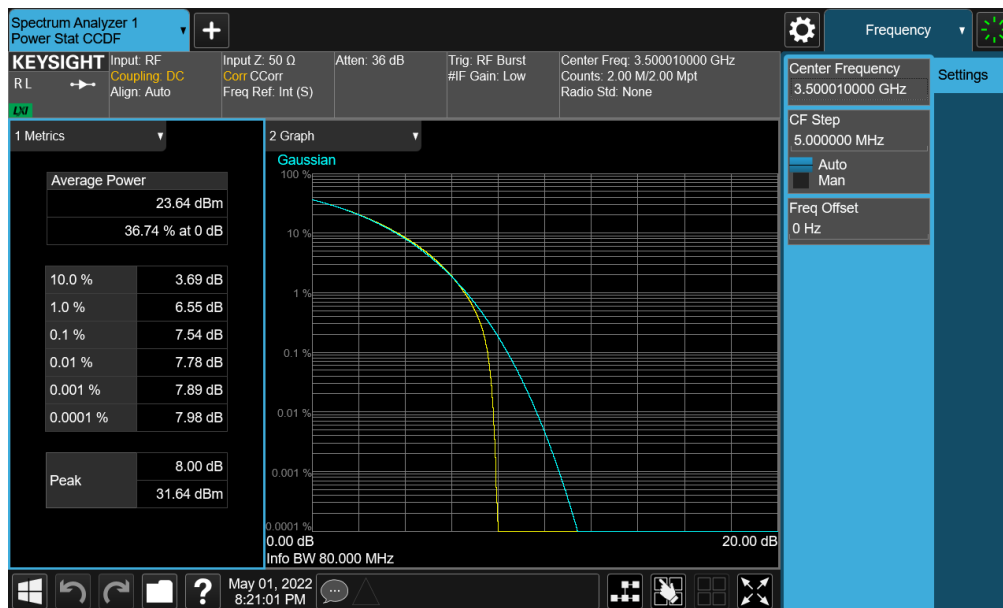 Spectrum Analyzer 1
Power Stat CCDF
+
Frequency
KEYSIGHT
R L
LXI
Input: RF
Coupling: DC
Align: Auto
Input Z: 50 Ω
Corr CCorr
Freq Ref: Int (S)
Atten: 36 dB
Trig: RF Burst
#IF Gain: Low
Center Freq: 3.500010000 GHz
Counts: 2.00 M/2.00 Mpt
Radio Std: None
Center Frequency
3.500010000 GHz
Settings
CF Step
5.000000 MHz
Auto
Man
Freq Offset
0 Hz
1 Metrics
Average Power
23.64 dBm
36.74 % at 0 dB
10.0 % 3.69 dB
1.0 % 6.55 dB
0.1 % 7.54 dB
0.01 % 7.78 dB
0.001 % 7.89 dB
0.0001 % 7.98 dB
Peak
8.00 dB
31.64 dBm
2 Graph
Gaussian
100 %
10 %
1 %
0.1 %
0.01 %
0.001 %
0.0001 %
0.00 dB 20.00 dB
Info BW 80.000 MHz
?
May 01, 2022
8:21:01 PM